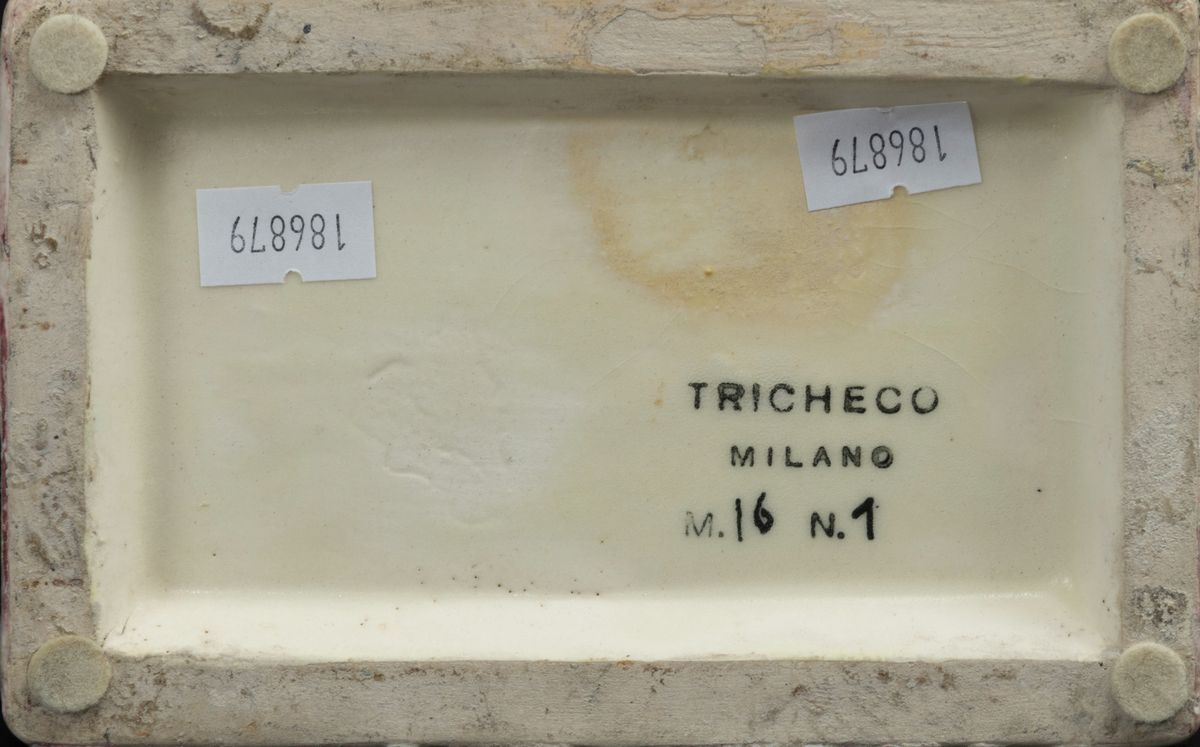 186879
186879
TRICHECO
MILANO
M. 16 N. 1